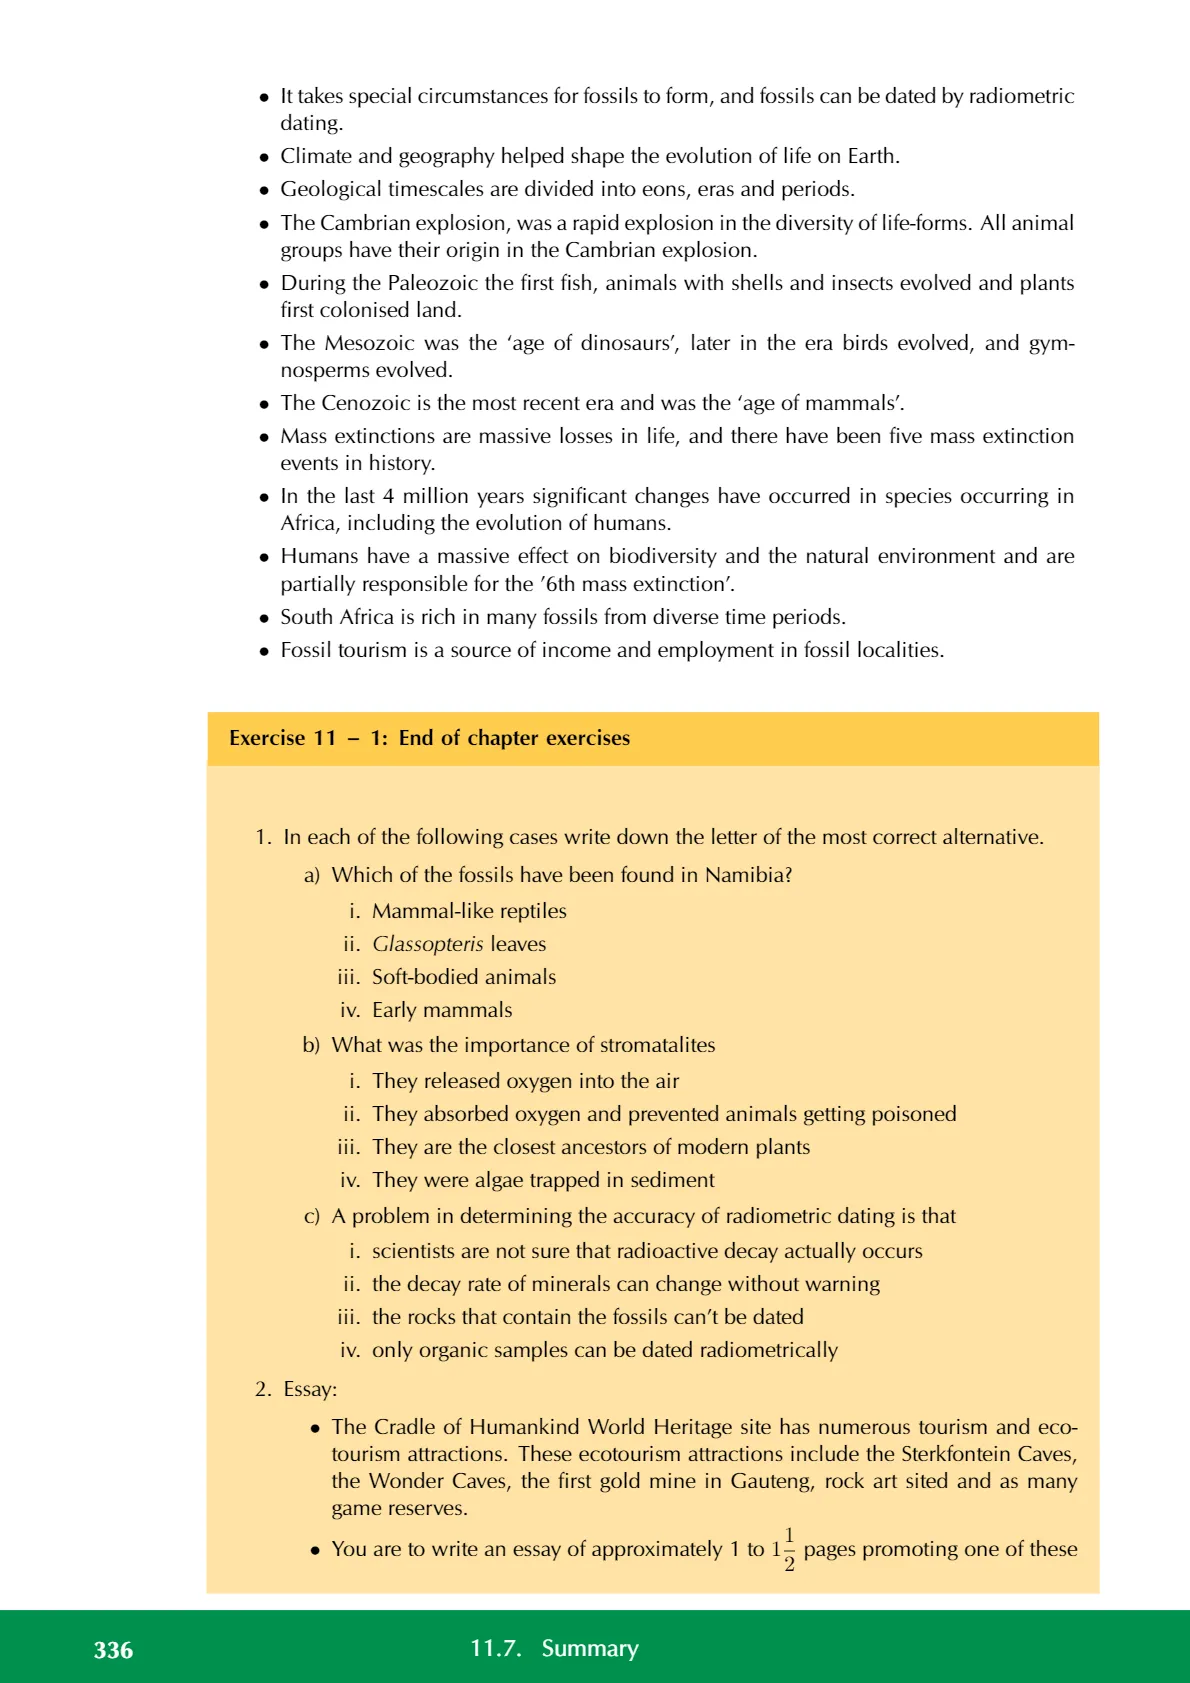 • It takes special circumstances for fossils to form, and fossils can be dated by radiometric
dating.
• Climate and geography helped shape the evolution of life on Earth.
• Geological timescales are divided into eons, eras and periods.
• The Cambrian explosion, was a rapid explosion in the diversity of life-forms. All animal
groups have their origin in the Cambrian explosion.
• During the Paleozoic the first fish, animals with shells and insects evolved and plants
first colonised land.
• The Mesozoic was the ‘age of dinosaurs’, later in the era birds evolved, and gym-
nosperms evolved.
• The Cenozoic is the most recent era and was the ‘age of mammals’.
• Mass extinctions are massive losses in life, and there have been five mass extinction
events in history.
• In the last 4 million years significant changes have occurred in species occurring in
Africa, including the evolution of humans.
• Humans have a massive effect on biodiversity and the natural environment and are
partially responsible for the ’6th mass extinction’.
• South Africa is rich in many fossils from diverse time periods.
• Fossil tourism is a source of income and employment in fossil localities.
Exercise 11 – 1: End of chapter exercises
1. In each of the following cases write down the letter of the most correct alternative.
a) Which of the fossils have been found in Namibia?
i. Mammal-like reptiles
ii. Glassopteris leaves
iii. Soft-bodied animals
iv. Early mammals
b) What was the importance of stromatalites
i. They released oxygen into the air
ii. They absorbed oxygen and prevented animals getting poisoned
iii. They are the closest ancestors of modern plants
iv. They were algae trapped in sediment
c) A problem in determining the accuracy of radiometric dating is that
i. scientists are not sure that radioactive decay actually occurs
ii. the decay rate of minerals can change without warning
iii. the rocks that contain the fossils can’t be dated
iv. only organic samples can be dated radiometrically
2. Essay:
• The Cradle of Humankind World Heritage site has numerous tourism and eco-
tourism attractions. These ecotourism attractions include the Sterkfontein Caves,
the Wonder Caves, the first gold mine in Gauteng, rock art sited and as many
game reserves.
• You are to write an essay of approximately 1 to 1 1/2 pages promoting one of these
336 11.7. Summary